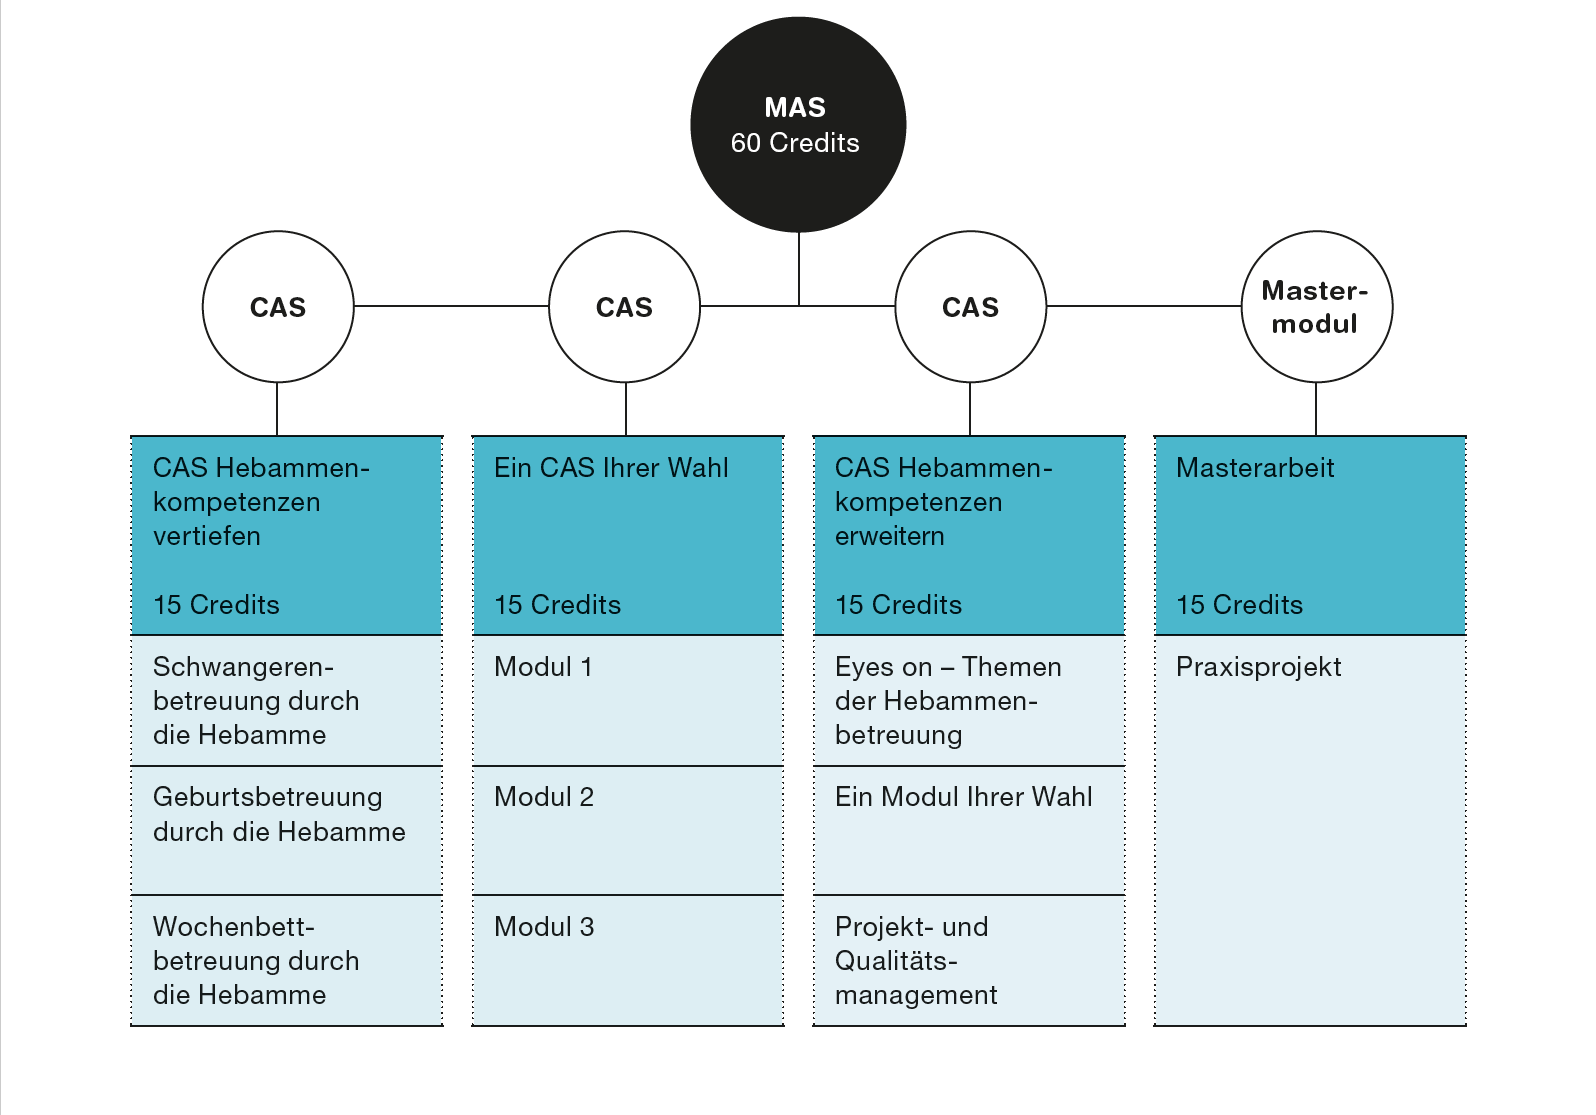 MAS
60 Credits
CAS
CAS
CAS
Master-
modul
CAS Hebammen-
kompetenzen
vertiefen
15 Credits
Schwangeren-
betreuung durch
die Hebamme
Geburtsbetreuung
durch die Hebamme
Wochenbett-
betreuung durch
die Hebamme
Ein CAS Ihrer Wahl
15 Credits
Modul 1
Modul 2
Modul 3
CAS Hebammen-
kompetenzen
erweitern
15 Credits
Eyes on – Themen
der Hebammen-
betreuung
Ein Modul Ihrer Wahl
Projekt- und
Qualitäts-
management
Masterarbeit
15 Credits
Praxisprojekt